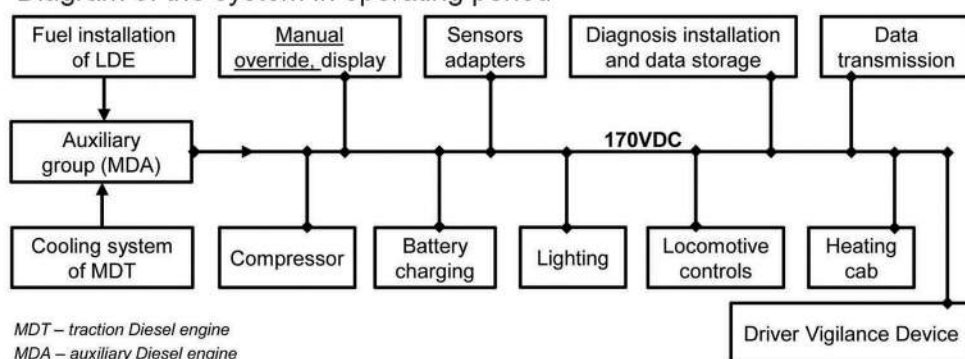 Diagram of the system in operating period
Fuel installation
of LDE
Manual
override, display
Sensors
adapters
Diagnosis installation
and data storage
Data
transmission
Auxiliary
group (MDA)
170VDC
Cooling system
of MDT
Compressor
Battery
charging
Lighting
Locomotive
controls
Heating
cab
MDT – traction Diesel engine
MDA – auxiliary Diesel engine
Driver Vigilance Device